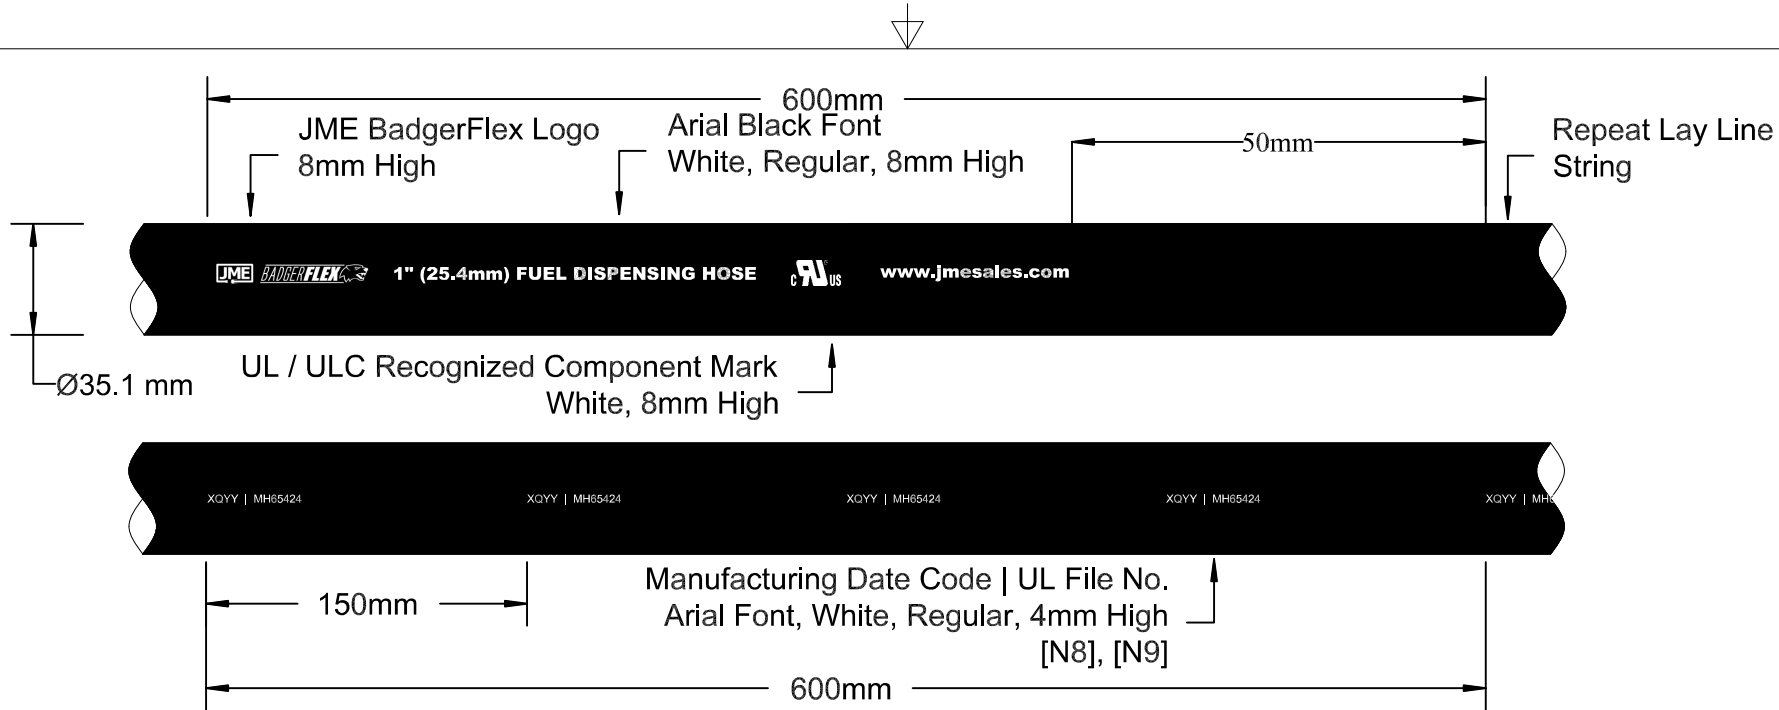 600mm
JME BadgerFlex Logo
8mm High
Arial Black Font
White, Regular, 8mm High
50mm
Repeat Lay Line
String
JME BADGERFLEX 1" (25.4mm) FUEL DISPENSING HOSE c RU US www.jmesales.com
Ø35.1 mm
UL / ULC Recognized Component Mark
White, 8mm High
XQYY | MH65424 XQYY | MH65424 XQYY | MH65424 XQYY | MH65424 XQYY | MH6
150mm
Manufacturing Date Code | UL File No.
Arial Font, White, Regular, 4mm High
[N8], [N9]
600mm